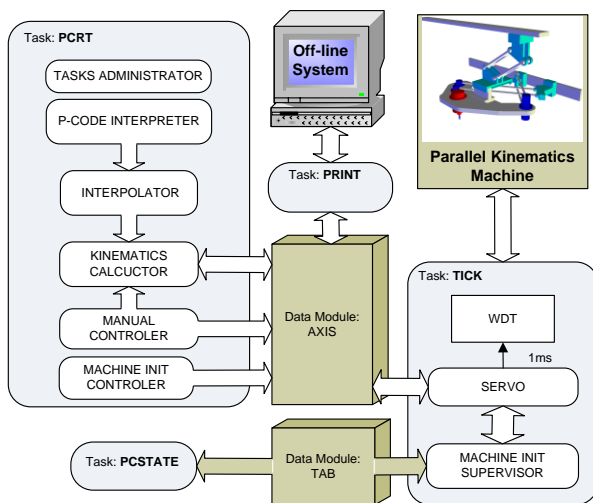 Task: PCRT
TASKS ADMINISTRATOR
P-CODE INTERPRETER
INTERPOLATOR
KINEMATICS
CALCUCTOR
MANUAL
CONTROLER
MACHINE INIT
CONTROLER
Off-line
System
Task: PRINT
Data Module:
AXIS
Parallel Kinematics
Machine
Task: TICK
WDT
1ms
SERVO
MACHINE INIT
SUPERVISOR
Task: PCSTATE
Data Module:
TAB